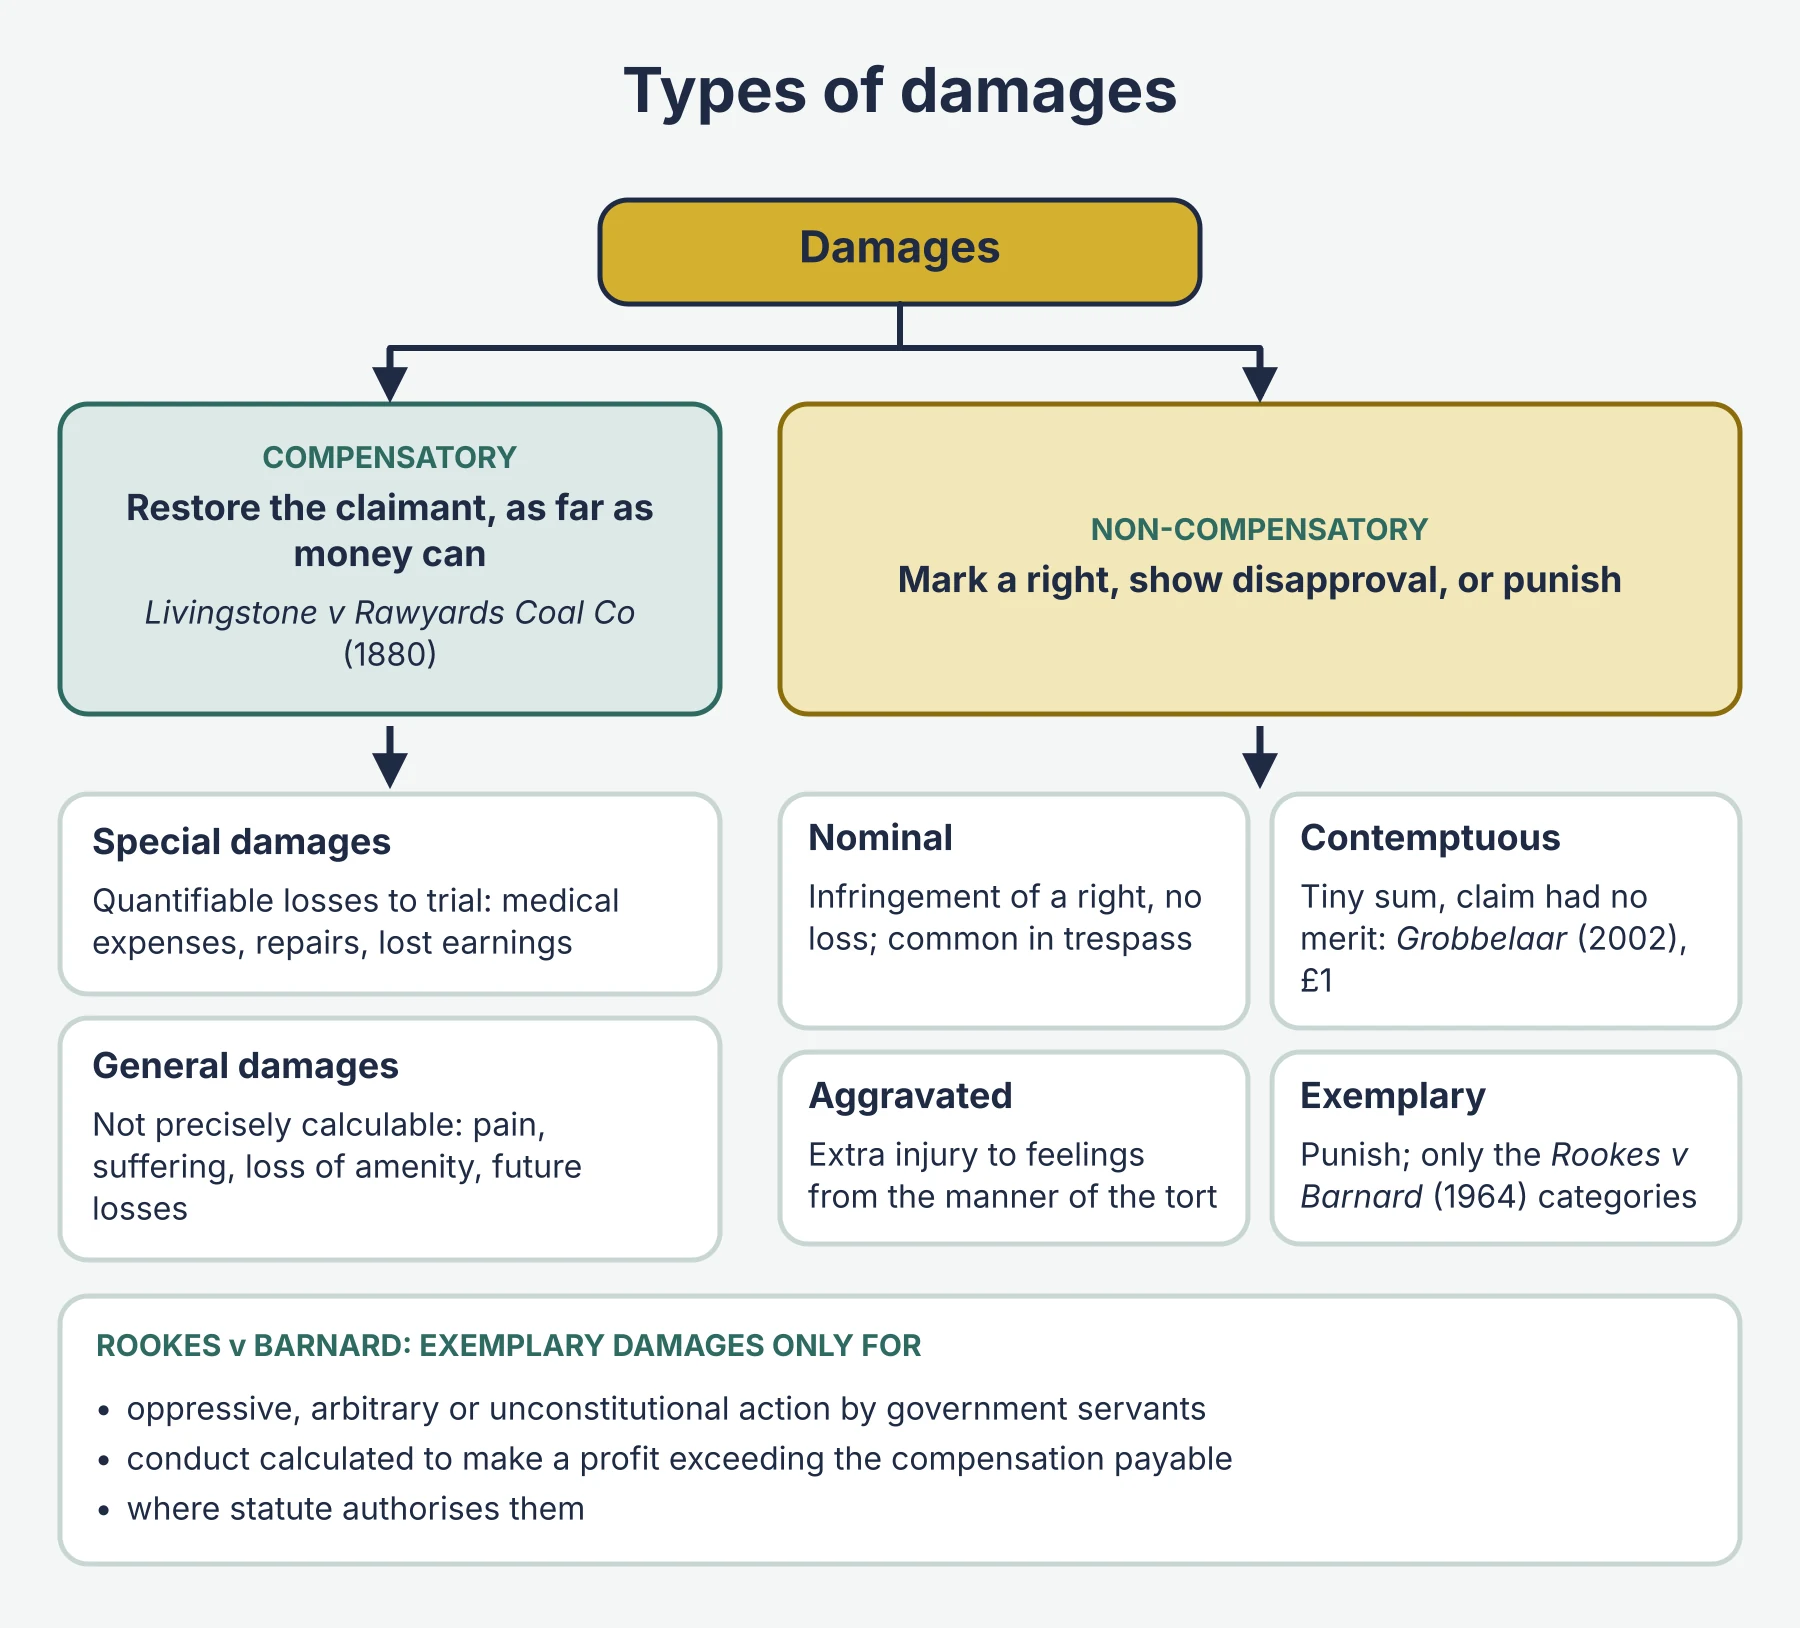 Types of damages
Damages
COMPENSATORY
Restore the claimant, as far as
money can
Livingstone v Rawyards Coal Co
(1880)
NON-COMPENSATORY
Mark a right, show disapproval, or punish
Special damages
Quantifiable losses to trial: medical
expenses, repairs, lost earnings
General damages
Not precisely calculable: pain,
suffering, loss of amenity, future
losses
Nominal
Infringement of a right, no
loss; common in trespass
Contemptuous
Tiny sum, claim had no
merit: Grobbelaar (2002),
£1
Aggravated
Extra injury to feelings
from the manner of the tort
Exemplary
Punish; only the Rookes v
Barnard (1964) categories
ROOKES v BARNARD: EXEMPLARY DAMAGES ONLY FOR
• oppressive, arbitrary or unconstitutional action by government servants
• conduct calculated to make a profit exceeding the compensation payable
• where statute authorises them